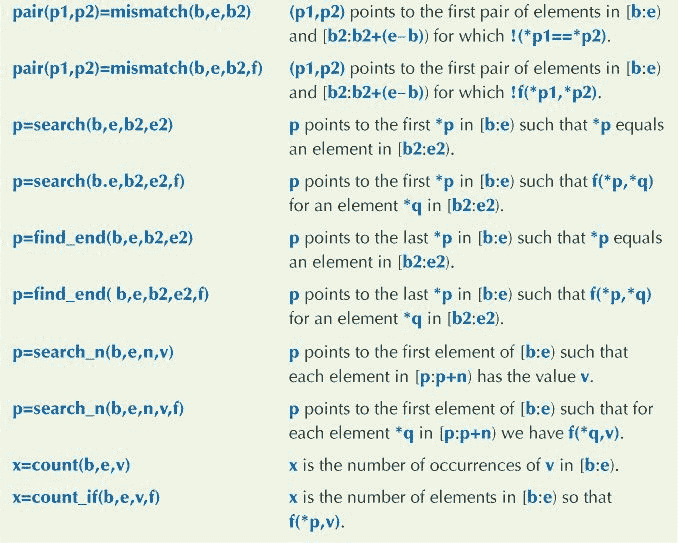 pair(p1,p2)=mismatch(b,e,b2) (p1,p2) points to the first pair of elements in [b:e)
and [b2:b2+(e–b)) for which !(*p1==*p2).
pair(p1,p2)=mismatch(b,e,b2,f) (p1,p2) points to the first pair of elements in [b:e)
and [b2:b2+(e–b)) for which !f(*p1,*p2).
p=search(b,e,b2,e2) p points to the first *p in [b:e) such that *p equals
an element in [b2:e2).
p=search(b.e,b2,e2,f) p points to the first *p in [b:e) such that f(*p,*q)
for an element *q in [b2:e2).
p=find_end(b,e,b2,e2) p points to the last *p in [b:e) such that *p equals
an element in [b2:e2).
p=find_end( b,e,b2,e2,f) p points to the last *p in [b:e) such that f(*p,*q)
for an element *q in [b2:e2).
p=search_n(b,e,n,v) p points to the first element of [b:e) such that
each element in [p:p+n) has the value v.
p=search_n(b,e,n,v,f) p points to the first element of [b:e) such that for
each element *q in [p:p+n) we have f(*q,v).
x=count(b,e,v) x is the number of occurrences of v in [b:e).
x=count_if(b,e,v,f) x is the number of elements in [b:e) so that
f(*p,v).